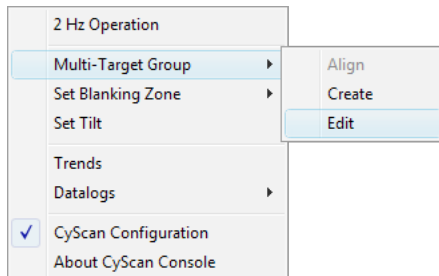 2 Hz Operation
Multi-Target Group
Align
Set Blanking Zone
Create
Set Tilt
Edit
Trends
Datalogs
CyScan Configuration
About CyScan Console